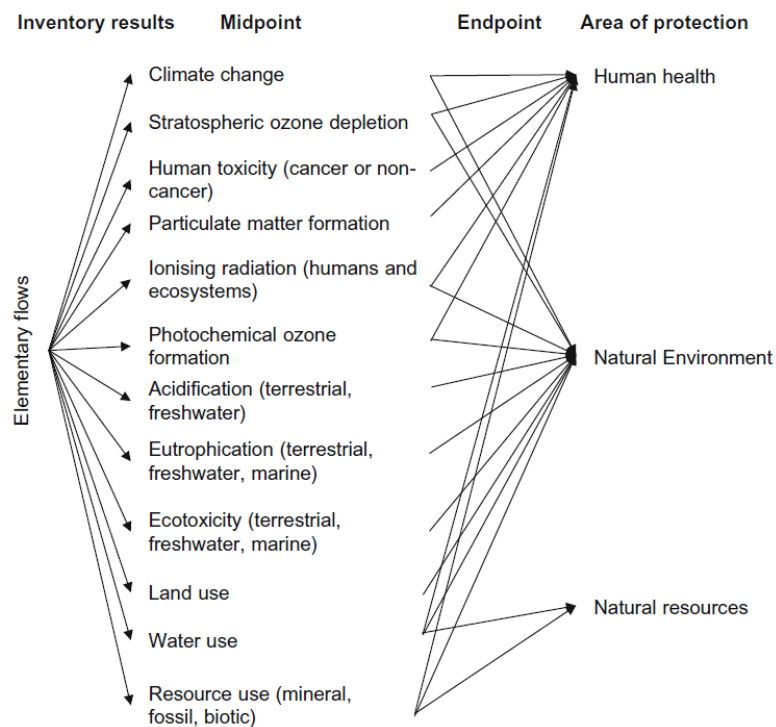 Inventory results Midpoint Endpoint Area of protection
Climate change
Human health
Stratospheric ozone depletion
Human toxicity (cancer or non-
cancer)
Particulate matter formation
Ionising radiation (humans and
ecosystems)
Elementary flows
Photochemical ozone
formation
Natural Environment
Acidification (terrestrial,
freshwater)
Eutrophication (terrestrial,
freshwater, marine)
Ecotoxicity (terrestrial,
freshwater, marine)
Land use
Natural resources
Water use
Resource use (mineral,
fossil, biotic)